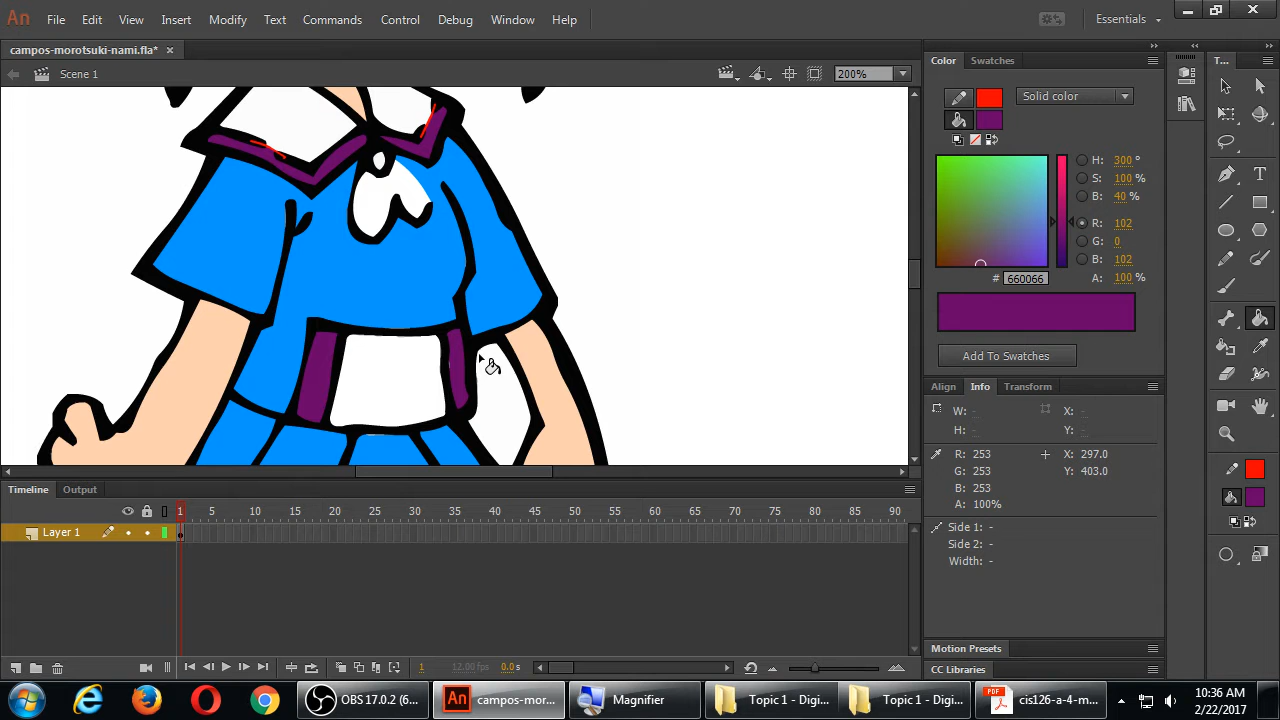 An File Edit View Insert Modify Text Commands Control Debug Window Help Essentials
campos-morotsuki-nami.fla* ×
Scene 1 200%
Color Swatches
Solid color
H: 300 °
S: 100 %
B: 40 %
R: 102
G: 0
B: 102
A: 100 %
# 660066
Add To Swatches
Align Info Transform
W: - X: -
H: - Y: -
R: 253 X: 297.0
G: 253 Y: 403.0
B: 253
A: 100%
Side 1: -
Side 2: -
Width: -
Motion Presets
CC Libraries
T...
Timeline Output
1 5 10 15 20 25 30 35 40 45 50 55 60 65 70 75 80 85 90
Layer 1
1 12.00 fps 0.0 s
OBS 17.0.2 (6... An campos-mor... Magnifier Topic 1 - Digi... Topic 1 - Digi... PDF cis126-a-4-m...
10:36 AM
2/22/2017